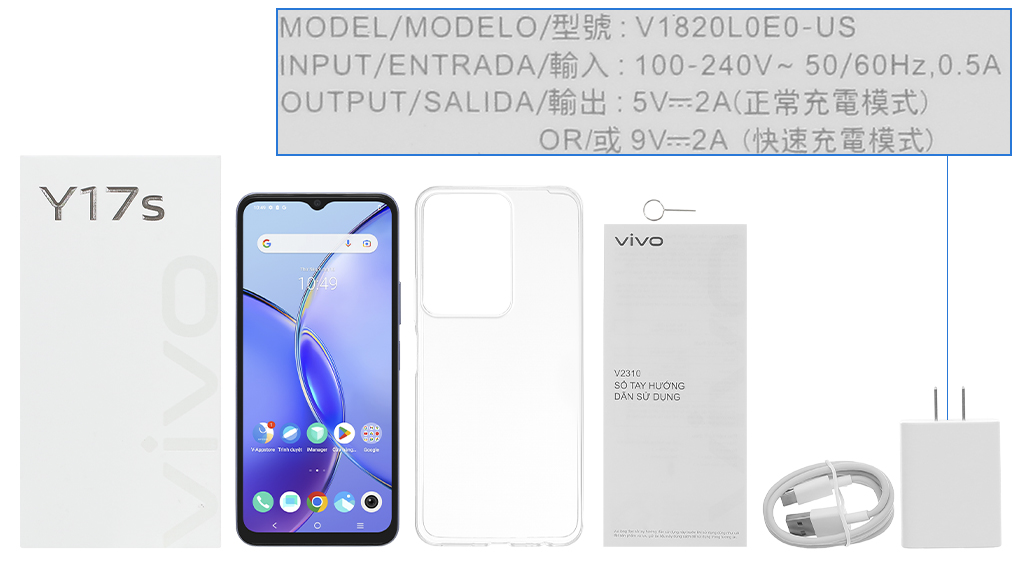 MODEL/MODELO/型號 : V1820L0E0-US
INPUT/ENTRADA/輸入 : 100-240V~ 50/60Hz,0.5A
OUTPUT/SALIDA/輸出 : 5V⎓2A(正常充電模式)
OR/或 9V⎓2A (快速充電模式)
Y17s
vivo
10:49
V-Appstore Trình duyệt iManager Google
vivo
V2310
SỔ TAY HƯỚNG
DẪN SỬ DỤNG